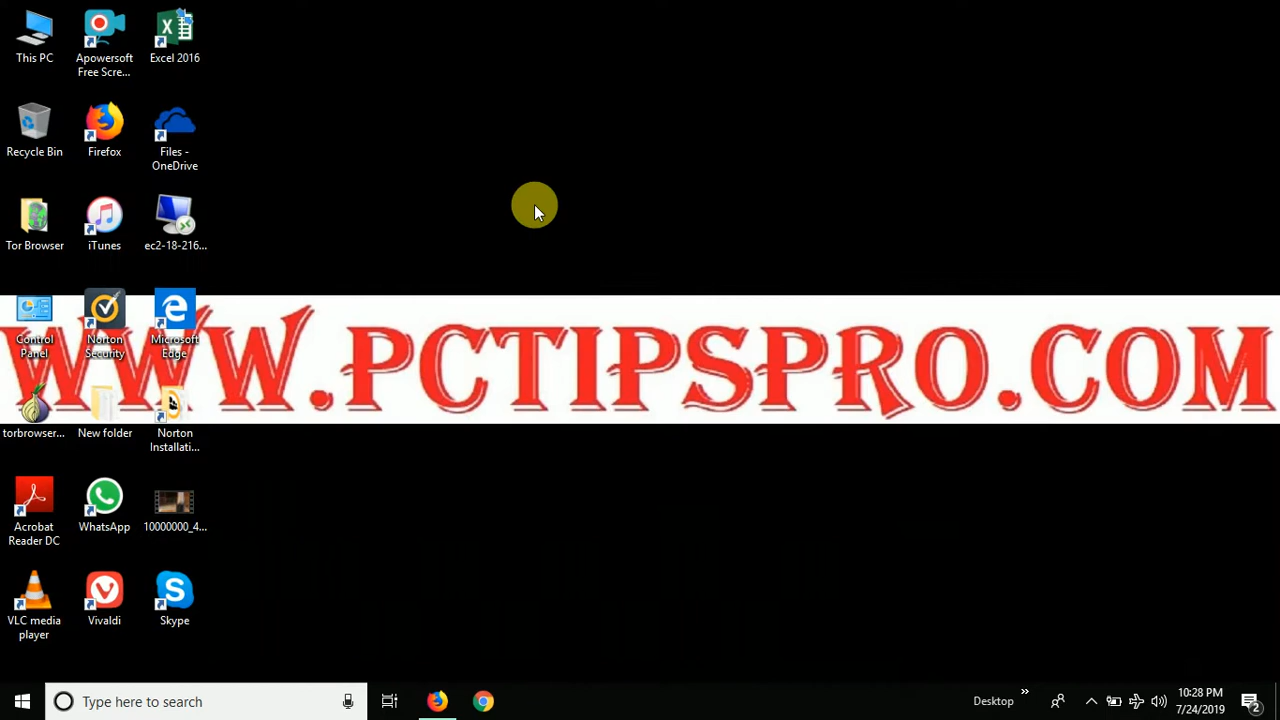 This PC
Apowersoft
Free Scre...
Excel 2016
Recycle Bin
Firefox
Files -
OneDrive
Tor Browser
iTunes
ec2-18-216...
Control
Panel
Norton
Security
Microsoft
Edge
WWW.PCTIPSPRO.COM
torbrowser...
New folder
Norton
Installati...
Acrobat
Reader DC
WhatsApp
10000000_4...
VLC media
player
Vivaldi
Skype
Type here to search
Desktop
10:28 PM
7/24/2019
2